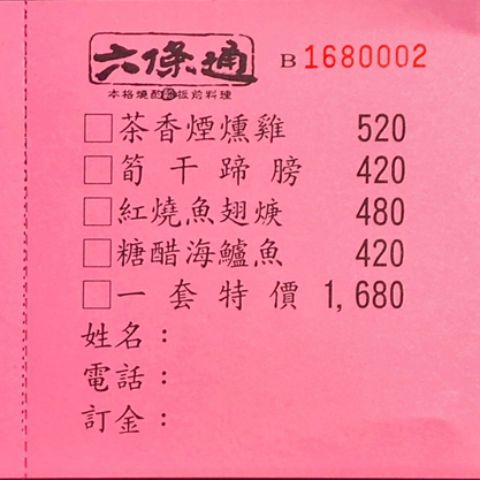 六條通
B 1680002
本格燒酌 板前料理
□茶香煙燻雞 520
□筍干蹄膀 420
□紅燒魚翅羹 480
□糖醋海鱸魚 420
□一套特價 1,680
姓名：
電話：
訂金：